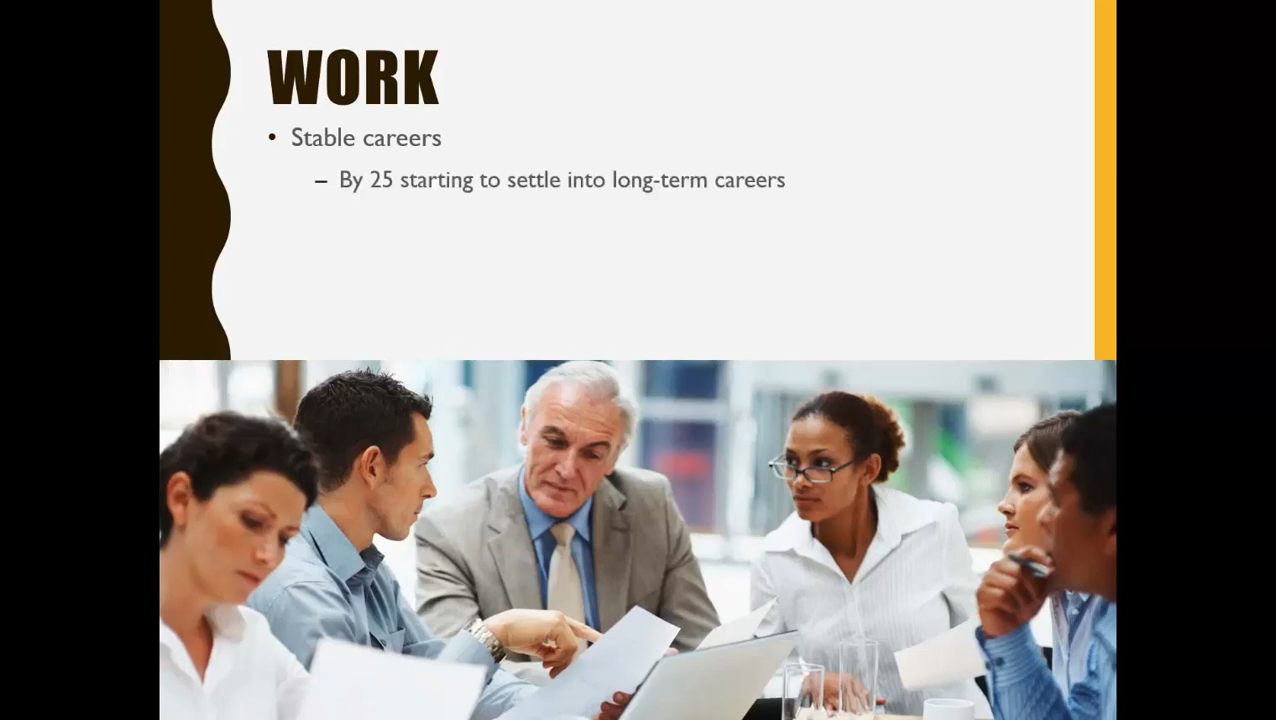 WORK
• Stable careers
– By 25 starting to settle into long-term careers